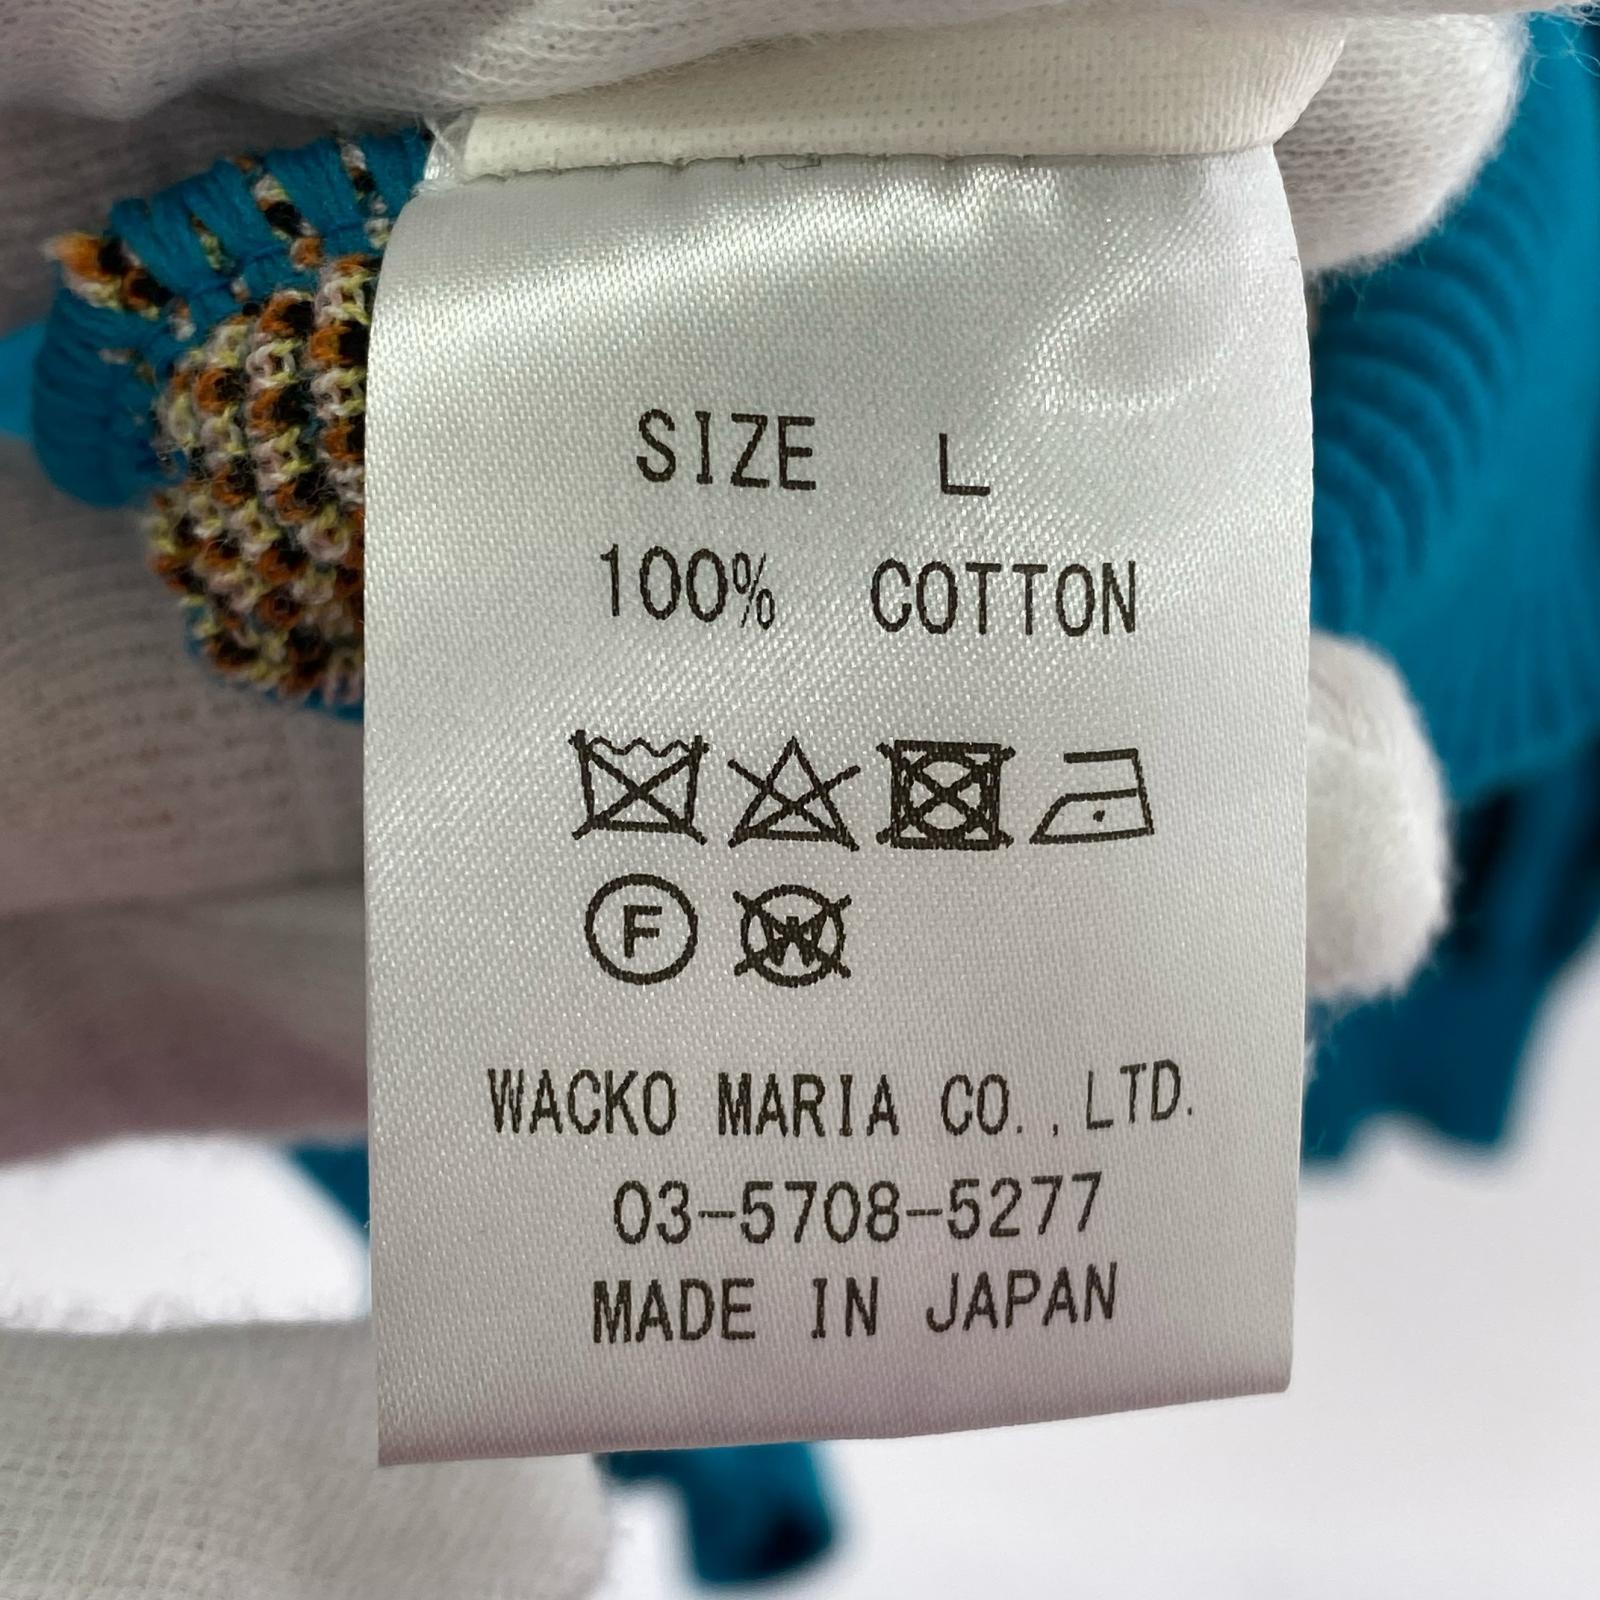 SIZE L
100% COTTON
F W
WACKO MARIA CO.,LTD.
03-5708-5277
MADE IN JAPAN